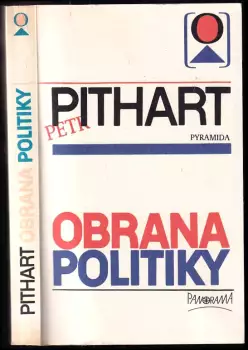 PITHART OBRANA POLITIKY
PITHART
PETR
PYRAMIDA
OBRANA
POLITIKY
PANORAMA